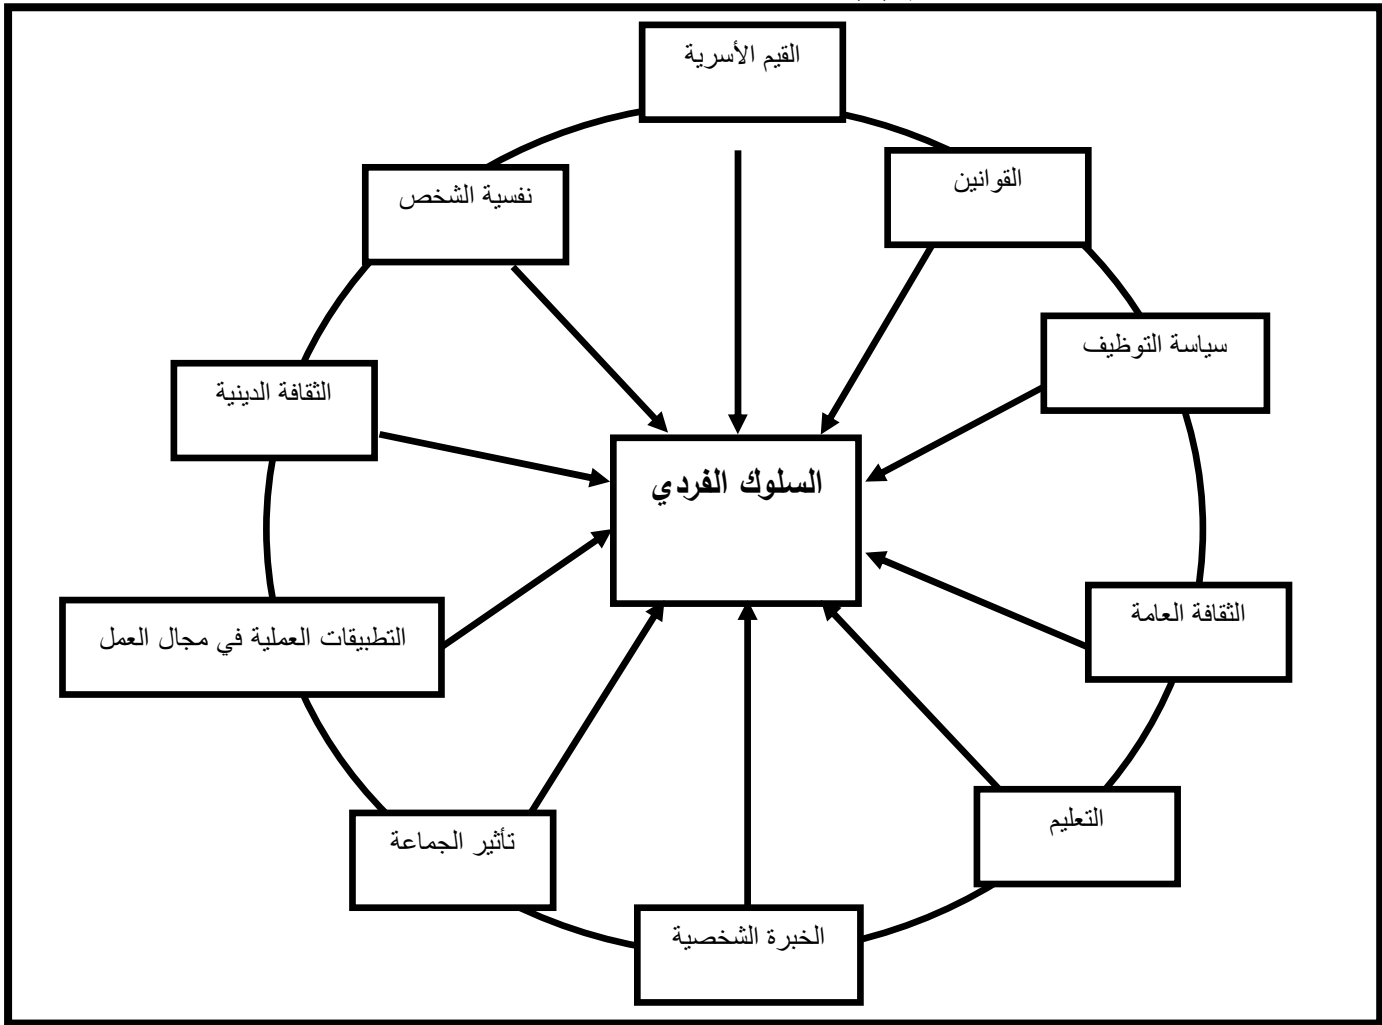 القيم الأسرية
القوانين
نفسية الشخص
سياسة التوظيف
الثقافة الدينية
السلوك الفردي
الثقافة العامة
التطبيقات العملية في مجال العمل
التعليم
تأثير الجماعة
الخبرة الشخصية